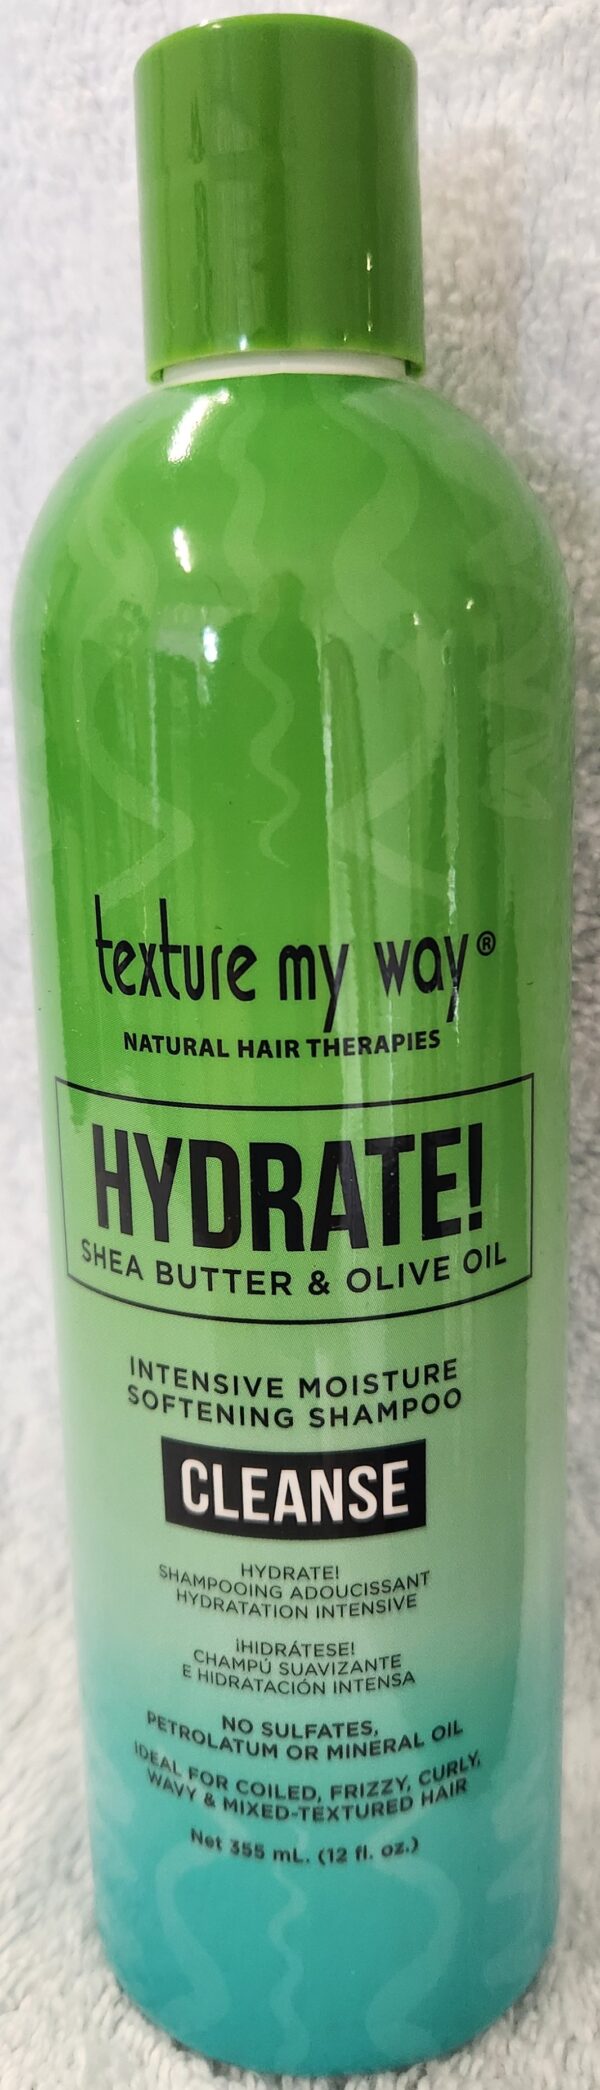 texture my way®
NATURAL HAIR THERAPIES
HYDRATE!
SHEA BUTTER & OLIVE OIL
INTENSIVE MOISTURE
SOFTENING SHAMPOO
CLEANSE
HYDRATE!
SHAMPOOING ADOUCISSANT
HYDRATATION INTENSIVE
¡HIDRÁTESE!
CHAMPÚ SUAVIZANTE
E HIDRATACIÓN INTENSA
NO SULFATES,
PETROLATUM OR MINERAL OIL
IDEAL FOR COILED, FRIZZY, CURLY,
WAVY & MIXED-TEXTURED HAIR
Net 355 mL. (12 fl. oz.)